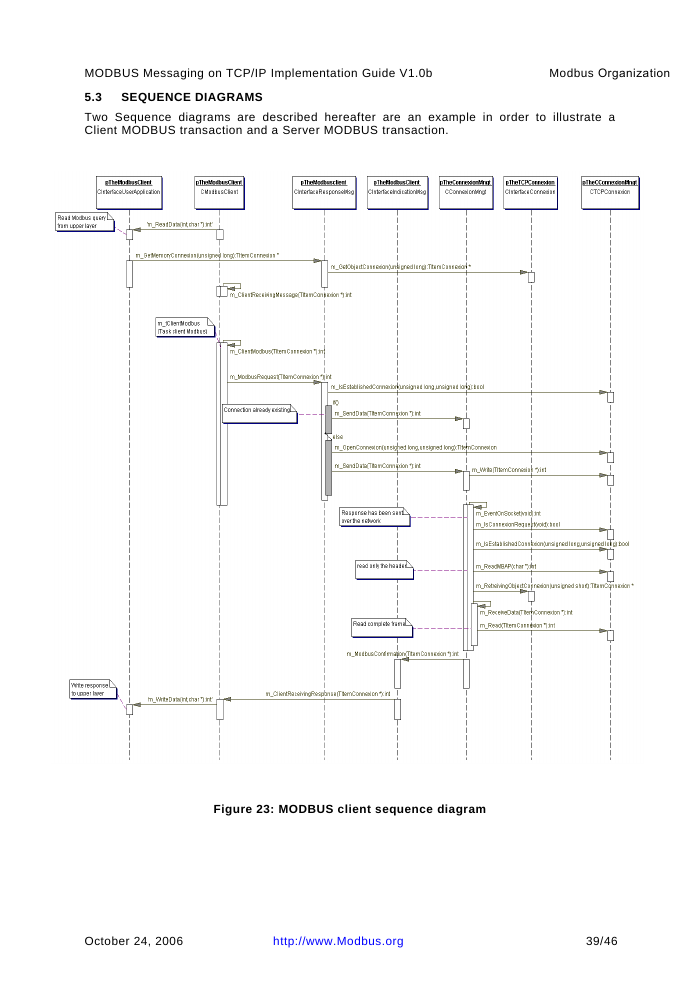 MODBUS Messaging on TCP/IP Implementation Guide V1.0b Modbus Organization
5.3 SEQUENCE DIAGRAMS
Two Sequence diagrams are described hereafter are an example in order to illustrate a
Client MODBUS transaction and a Server MODBUS transaction.
pTheModbusClient pTheModbusClient pTheModbusclient pTheModbusClient pTheConnexionMngt pTheTCPConnexion pTheCConnexionMngt
CInterfaceUserApplication CModbusClient CinterfaceResponseMsg CInterfaceIndicationMsg CConnexionMngt CInterfaceConnexion CTCPConnexion
Read Modbus query
from upper layer
'm_ReadData(int,char *):int'
m_GetMemoryConnexion(unsigned long):TItemConnexion *
m_GetObjectConnexion(unsigned long):TItemConnexion *
m_ClientReceivingMessage(TItemConnexion *):int
m_tClientModbus
(Task client Modbus)
m_ClientModbus(TItemConnexion *):int
m_ModbusRequest(TItemConnexion *):int
m_IsEstablishedConnexion(unsigned long,unsigned long):bool
if()
Connection already existing
m_SendData(TItemConnexion *):int
else
m_OpenConnexion(unsigned long,unsigned long):TItemConnexion
m_SendData(TItemConnexion *):int
m_Write(TItemConnexion *):int
Response has been sent
over the network
m_EventOnSocket(void):int
m_IsConnexionRequest(void):bool
m_IsEstablishedConnexion(unsigned long,unsigned long):bool
read only the header
m_ReadMBAP(char *):int
m_RetreivingObjectConnexion(unsigned short):TItemConnexion *
m_ReceiveData(TItemConnexion *):int
Read complete frame
m_Read(TItemConnexion *):int
m_ModbusConfirmation(TItemConnexion *):int
Write response
to upper layer
m_ClientReceivingResponse(TItemConnexion *):int
'm_WriteData(int,char *):int'
Figure 23: MODBUS client sequence diagram
October 24, 2006 http://www.Modbus.org 39/46